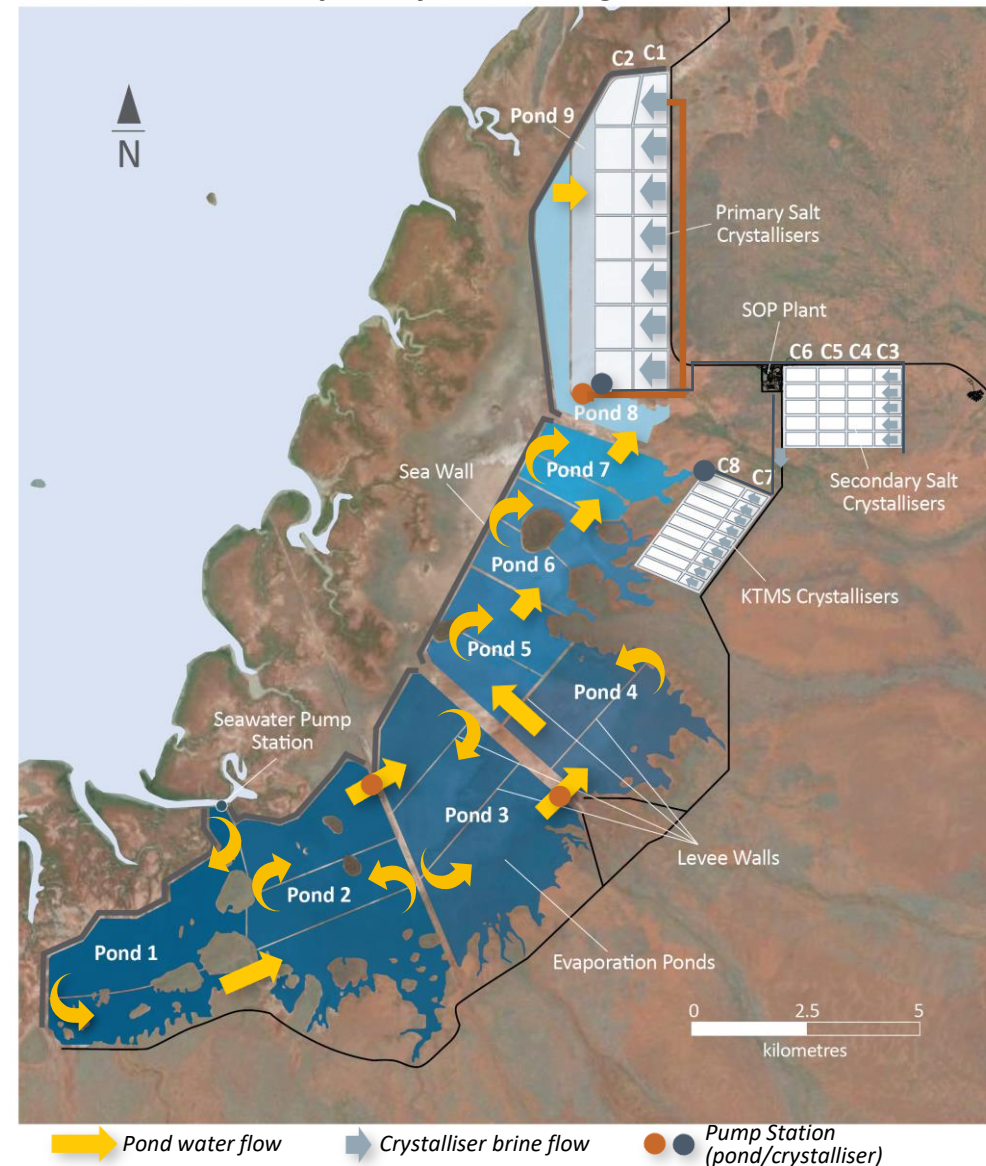 C2 C1
Pond 9
N
Primary Salt
Crystallisers
SOP Plant
C6 C5 C4 C3
Pond 8
Pond 7
C8
C7
Sea Wall
Secondary Salt
Crystallisers
Pond 6
KTMS Crystallisers
Pond 5
Pond 4
Seawater Pump
Station
Pond 3
Levee Walls
Pond 2
Pond 1
Evaporation Ponds
0 2.5 5
kilometres
Pond water flow
Crystalliser brine flow
Pump Station
(pond/crystalliser)